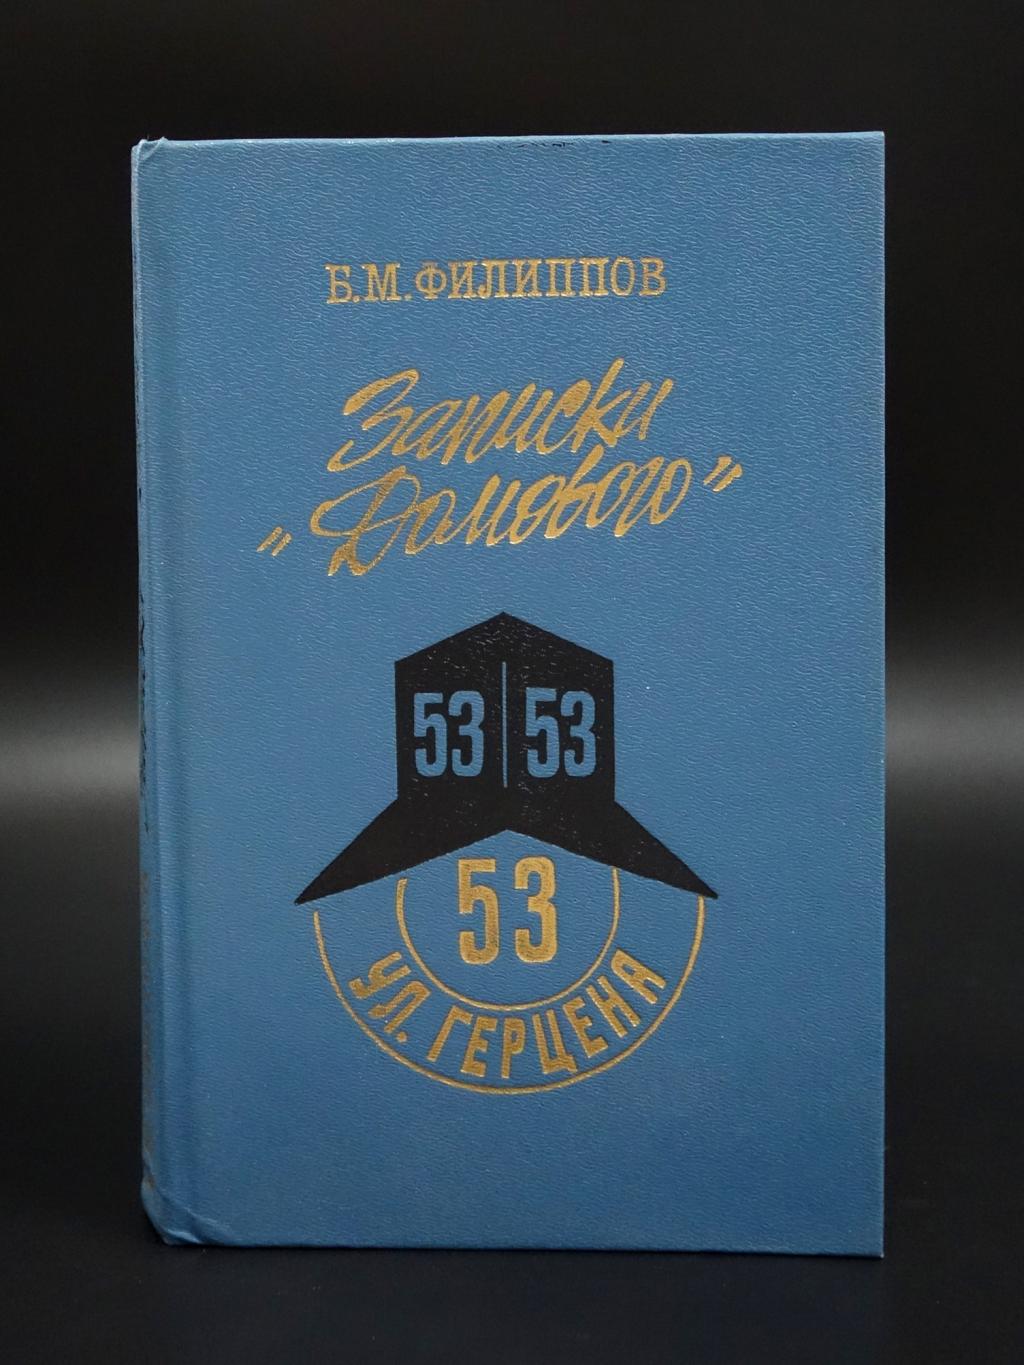 Б.М.ФИЛИППОВ
Записки
"Домового"
53|53
53
УЛ. ГЕРЦЕНА